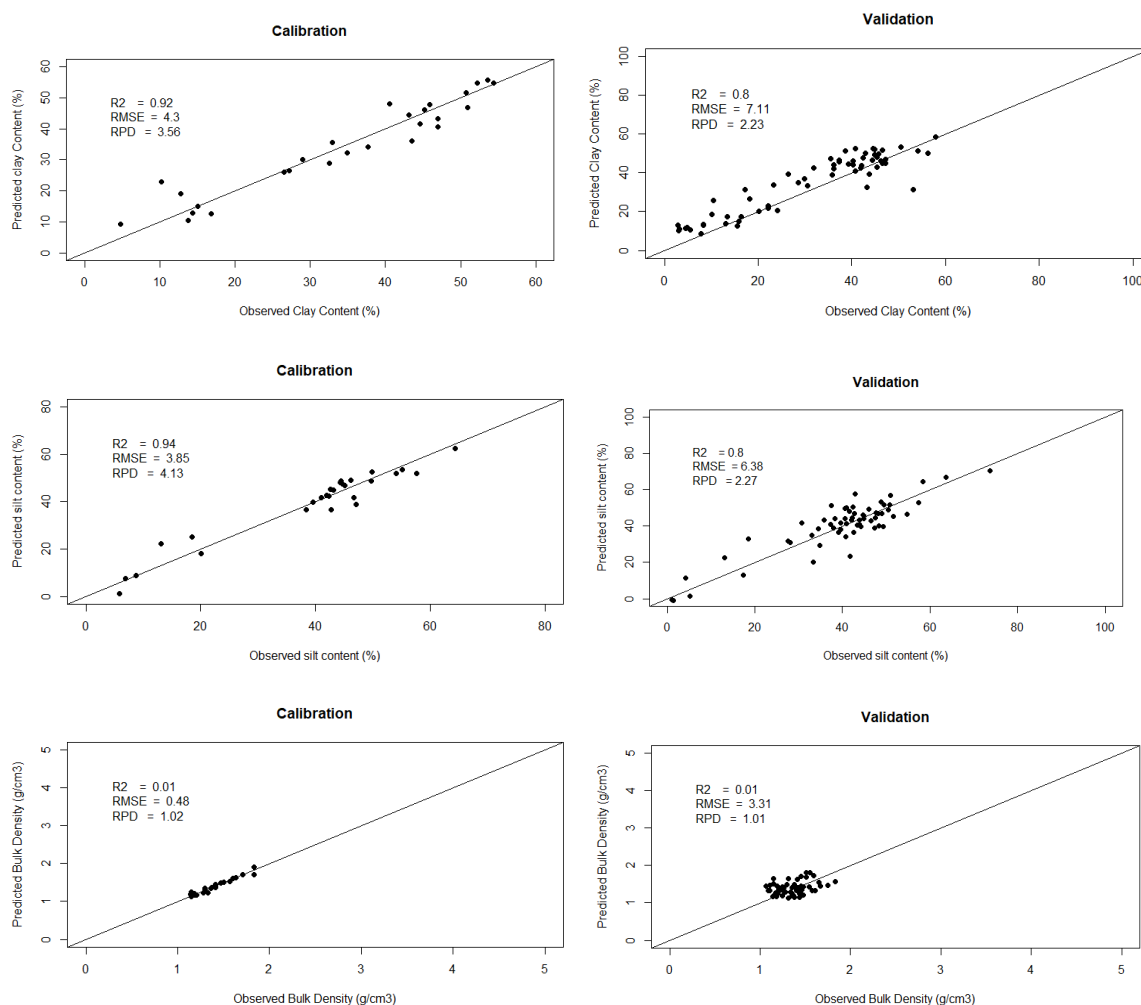 Calibration
R2 = 0.92
RMSE = 4.3
RPD = 3.56
Predicted clay Content (%)
0 10 20 30 40 50 60
0 10 20 30 40 50 60
Observed Clay Content (%)
Validation
R2 = 0.8
RMSE = 7.11
RPD = 2.23
Predicted Clay Content (%)
0 20 40 60 80 100
0 20 40 60 80 100
Observed Clay Content (%)
Calibration
R2 = 0.94
RMSE = 3.85
RPD = 4.13
Predicted silt Content (%)
0 20 40 60 80
0 20 40 60 80
Observed silt content (%)
Validation
R2 = 0.8
RMSE = 6.38
RPD = 2.27
Predicted silt content (%)
0 20 40 60 80 100
0 20 40 60 80 100
Observed silt content (%)
Calibration
R2 = 0.01
RMSE = 0.48
RPD = 1.02
Predicted Bulk Density (g/cm3)
0 1 2 3 4 5
0 1 2 3 4 5
Observed Bulk Density (g/cm3)
Validation
R2 = 0.01
RMSE = 3.31
RPD = 1.01
Predicted Bulk Density (g/cm3)
0 1 2 3 4 5
0 1 2 3 4 5
Observed Bulk Density (g/cm3)